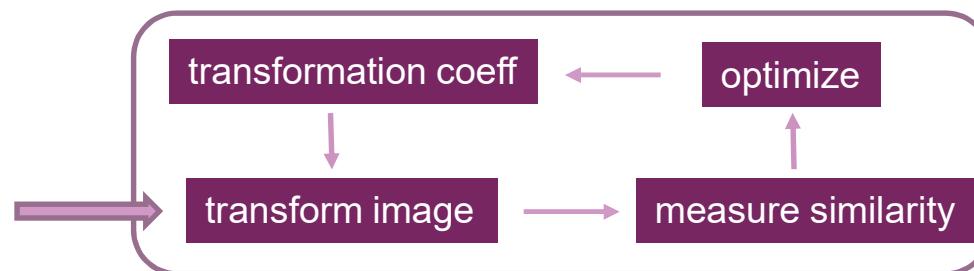 transformation coeff
optimize
transform image
measure similarity